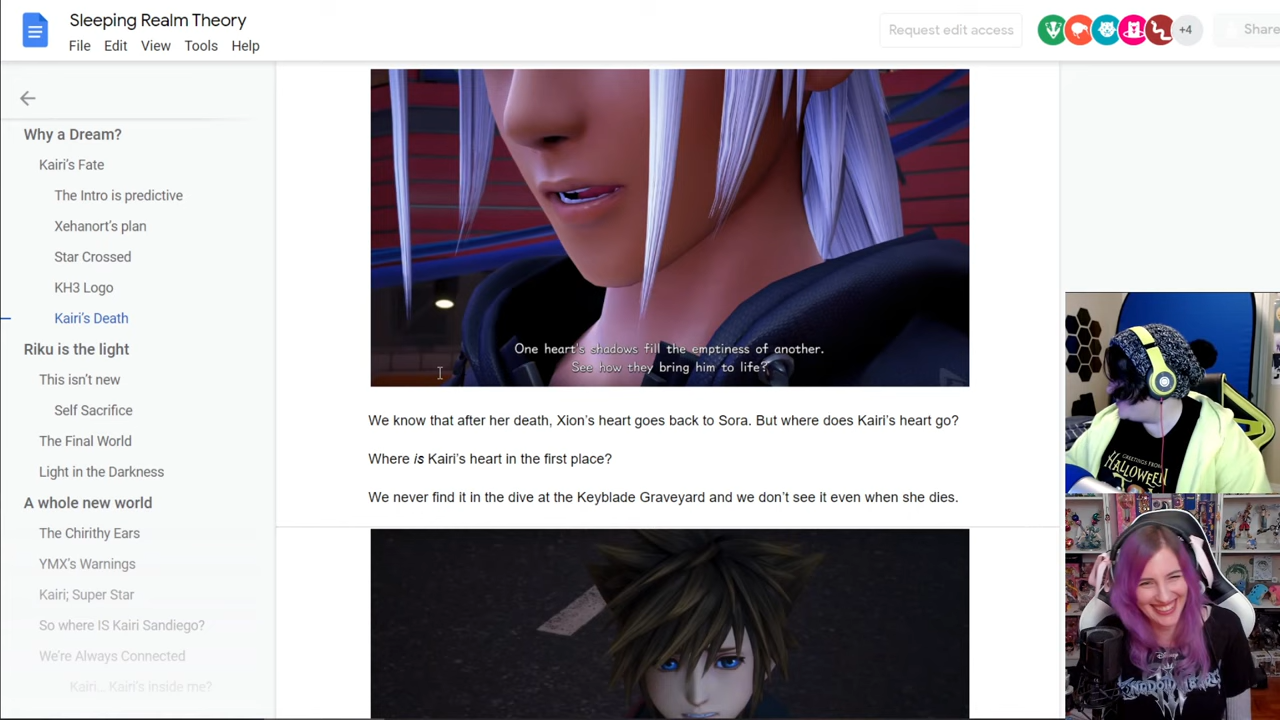 Sleeping Realm Theory
File Edit View Tools Help
Request edit access
+4
Share
Why a Dream?
Kairi's Fate
The Intro is predictive
Xehanort's plan
Star Crossed
KH3 Logo
Kairi's Death
Riku is the light
This isn't new
Self Sacrifice
The Final World
Light in the Darkness
A whole new world
The Chirithy Ears
YMX's Warnings
Kairi; Super Star
So where IS Kairi Sandiego?
We're Always Connected
Kairi... Kairi's inside me?
One heart's shadows fill the emptiness of another.
See how they bring him to life?
We know that after her death, Xion's heart goes back to Sora. But where does Kairi's heart go?
Where is Kairi's heart in the first place?
We never find it in the dive at the Keyblade Graveyard and we don't see it even when she dies.
GREETINGS FROM
HALLOWEEN
Disney
KINGDOM HEARTS